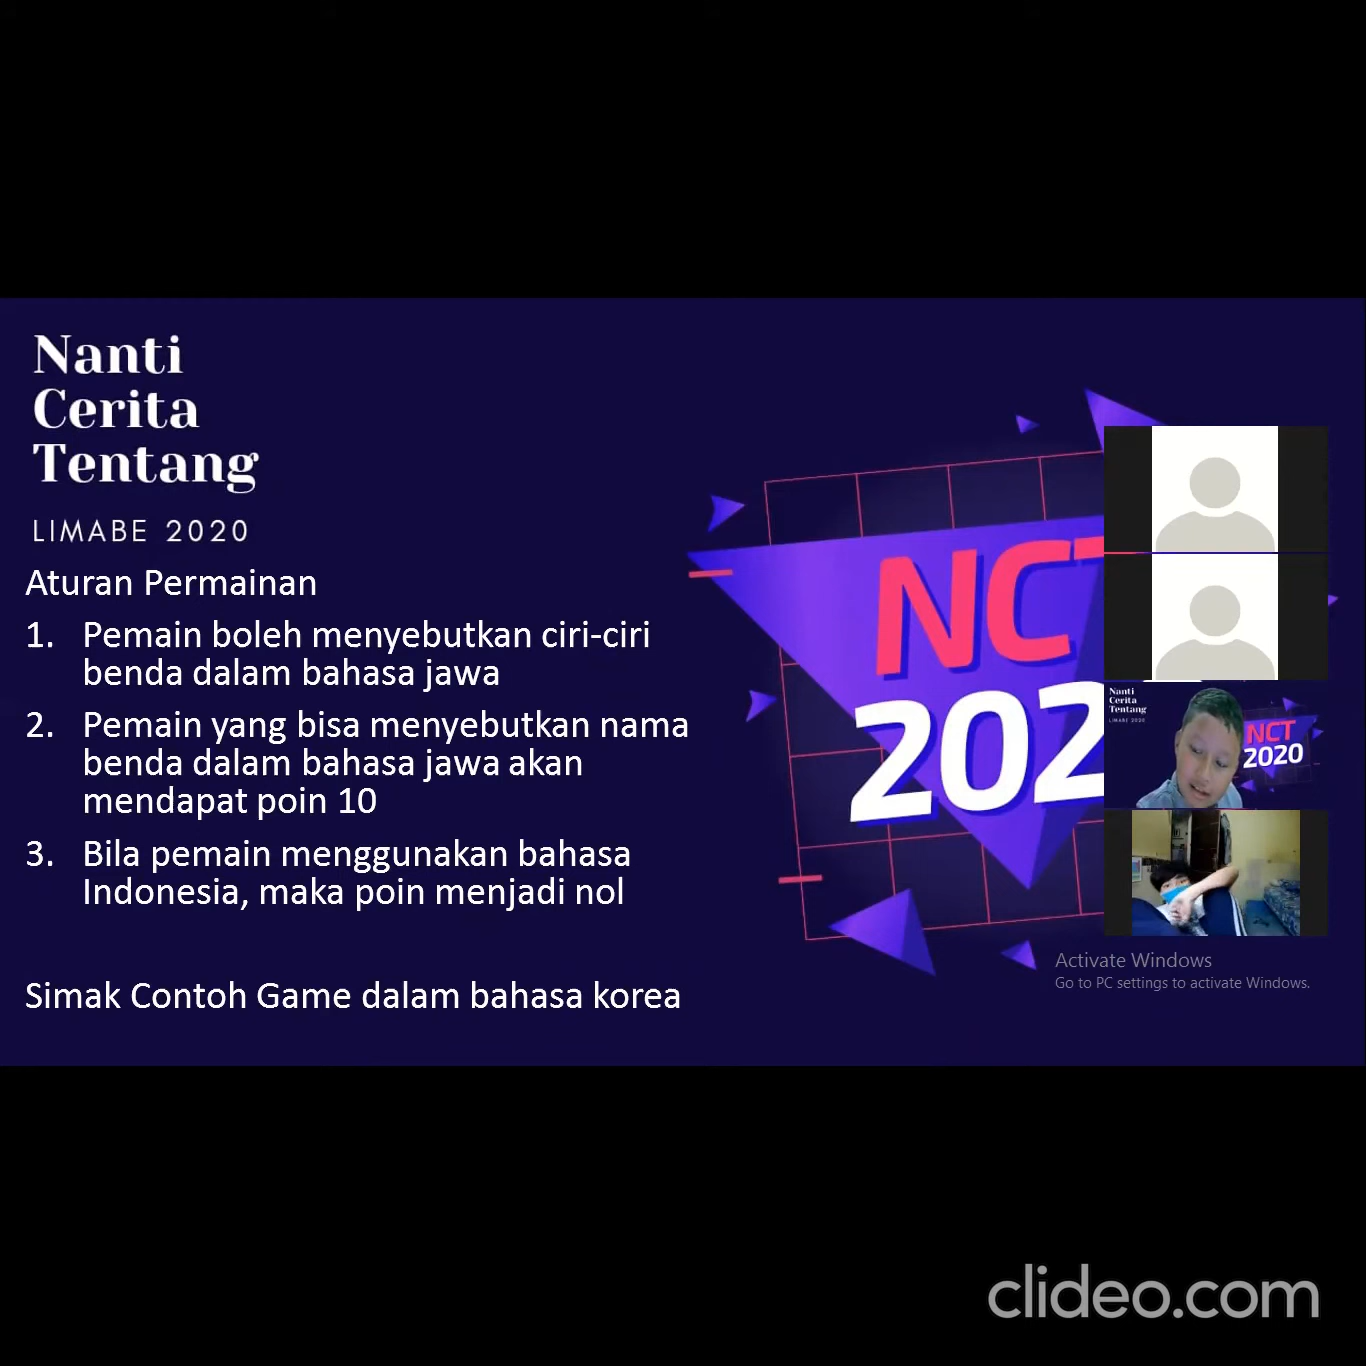 Nanti
Cerita
Tentang
LIMABE 2020
Aturan Permainan
1. Pemain boleh menyebutkan ciri-ciri
benda dalam bahasa jawa
2. Pemain yang bisa menyebutkan nama
benda dalam bahasa jawa akan
mendapat poin 10
3. Bila pemain menggunakan bahasa
Indonesia, maka poin menjadi nol
Simak Contoh Game dalam bahasa korea
NCT
202
Nanti
Cerita
Tentang
LIMABE 2020
NCT
2020
Activate Windows
Go to PC settings to activate Windows.
clideo.com